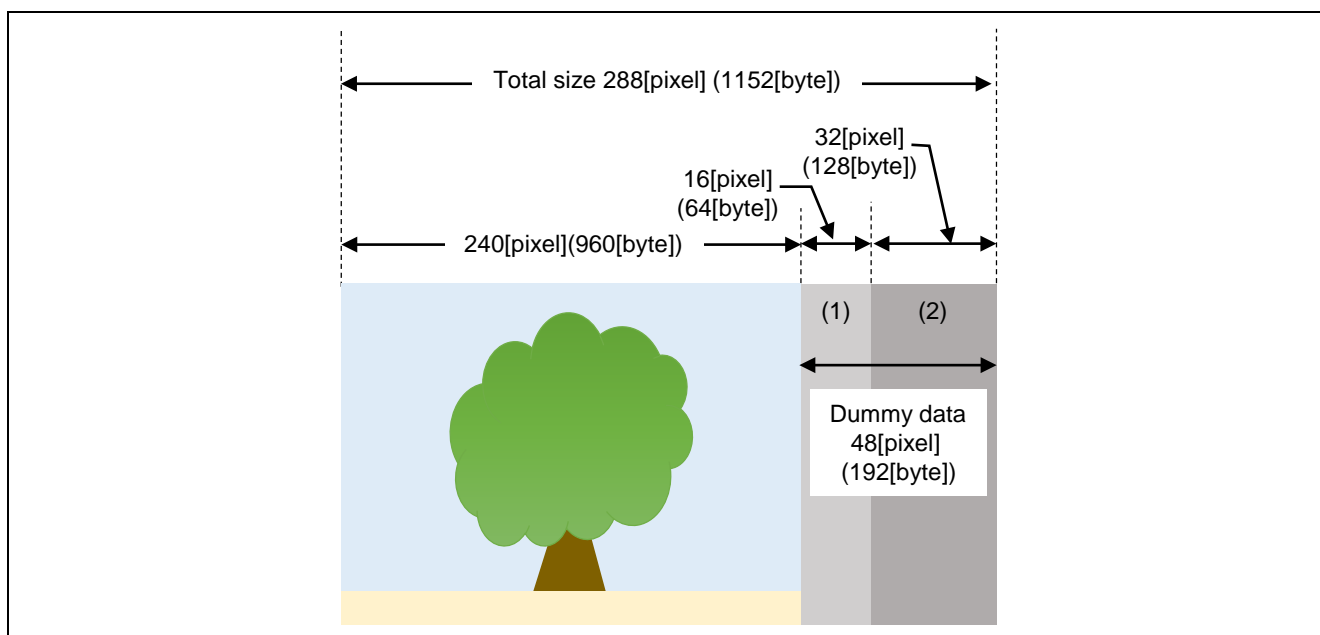 Total size 288[pixel] (1152[byte])
32[pixel]
(128[byte])
16[pixel]
(64[byte])
240[pixel](960[byte])
(1)
(2)
Dummy data
48[pixel]
(192[byte])